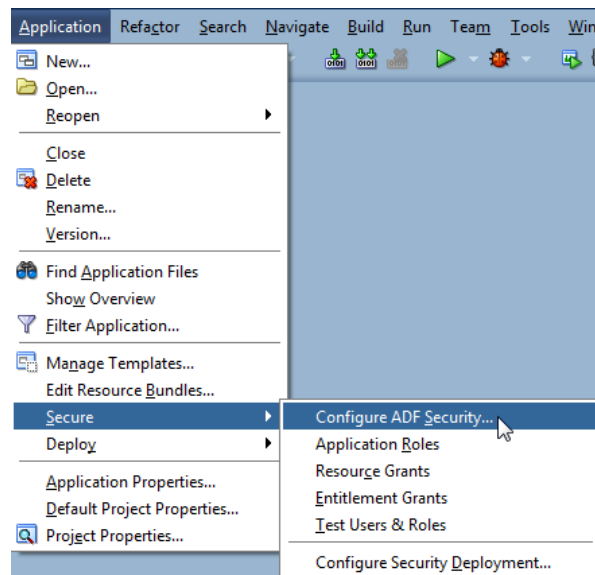 Application Refactor Search Navigate Build Run Team Tools
New...
Open...
Reopen
Close
Delete
Rename...
Version...
Find Application Files
Show Overview
Filter Application...
Manage Templates...
Edit Resource Bundles...
Secure
Configure ADF Security...
Deploy
Application Roles
Resource Grants
Application Properties...
Entitlement Grants
Default Project Properties...
Test Users & Roles
Project Properties...
Configure Security Deployment...